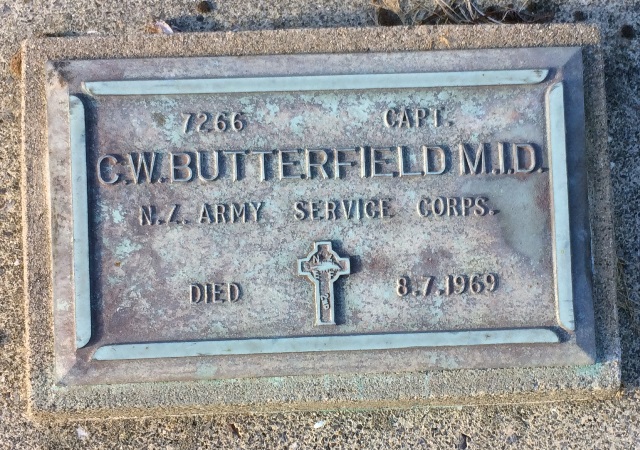 7266 CAPT.
C.W. BUTTERFIELD M.I.D.
N.Z. ARMY SERVICE CORPS.
DIED 8.7.1969